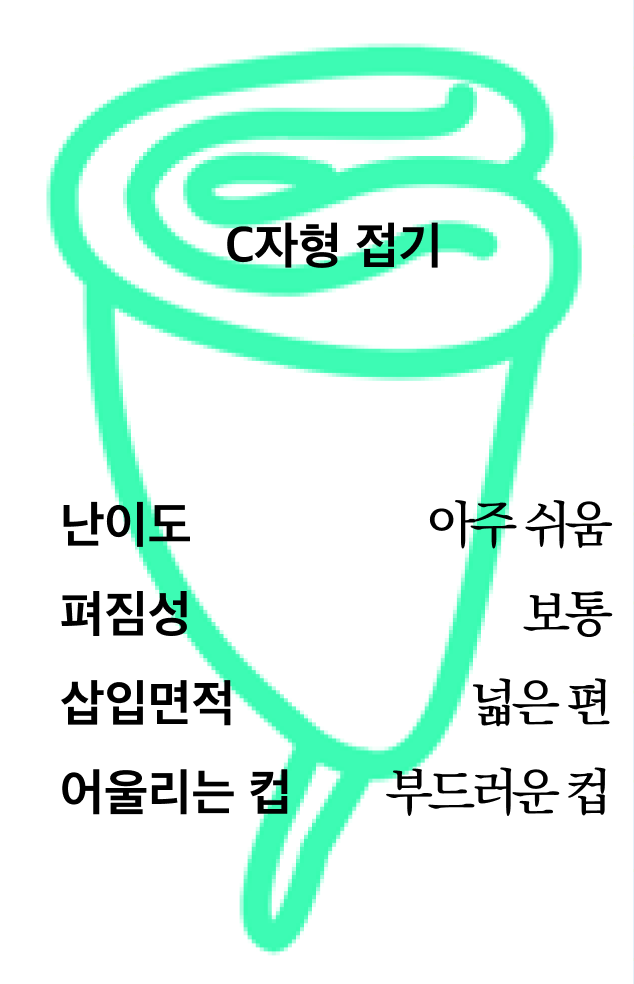 C자형 접기
난이도 아주 쉬움
펴짐성 보통
삽입면적 넓은 편
어울리는 컵 부드러운 컵